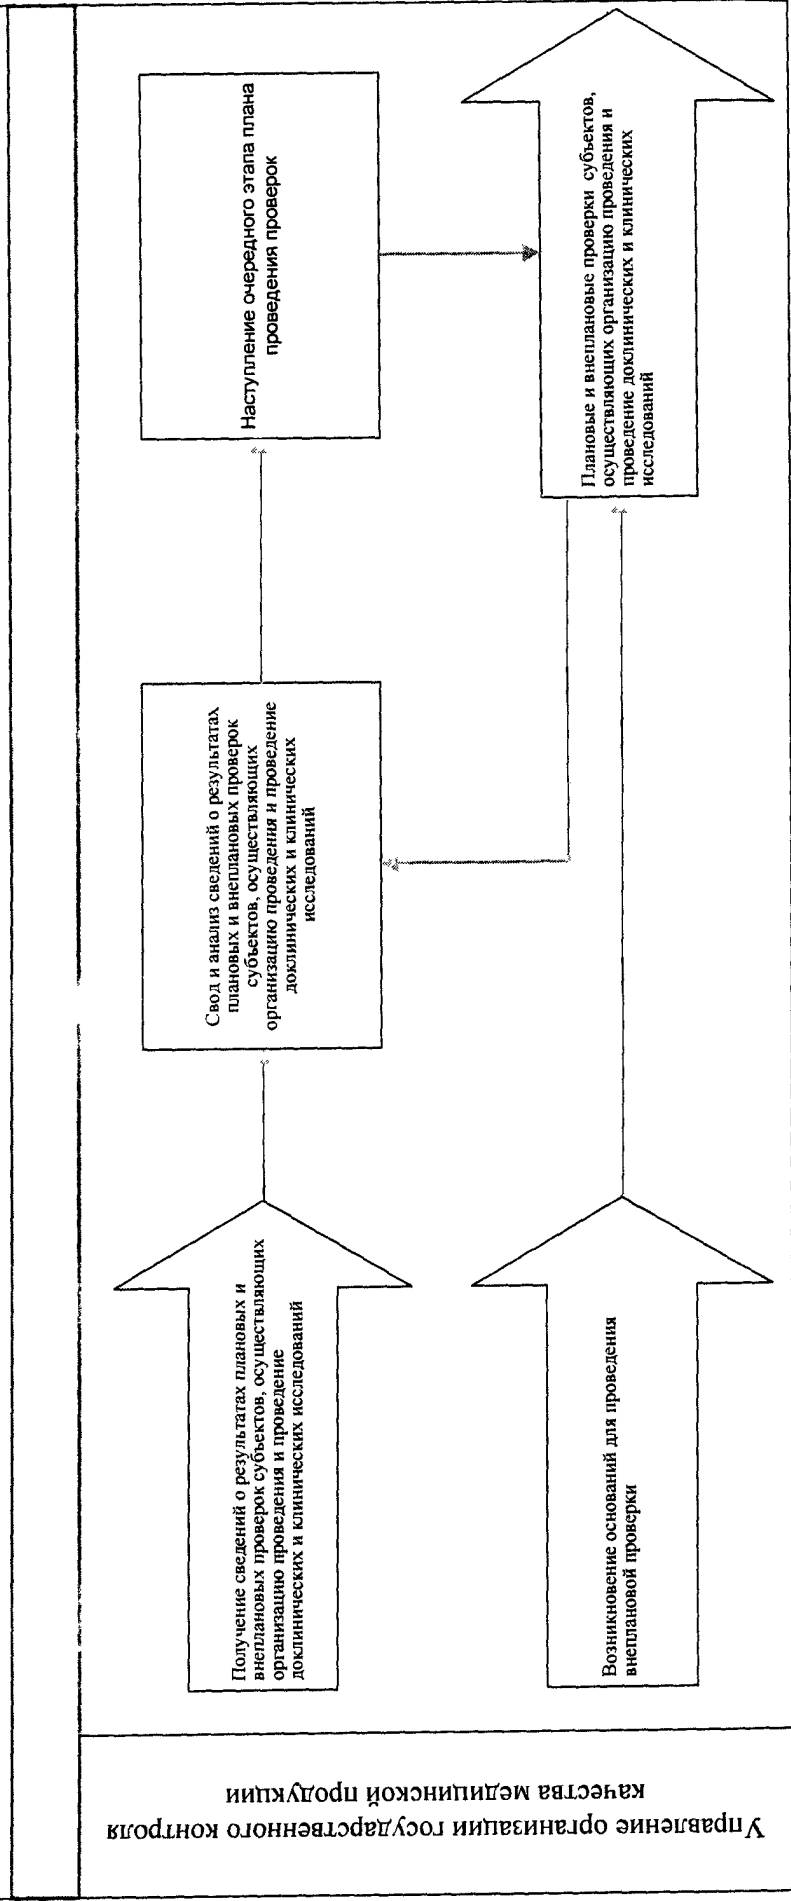 Управление организации государственного контроля
качества медицинской продукции
Получение сведений о результатах плановых и
внеплановых проверок субъектов, осуществляющих
организацию проведения и проведение
доклинических и клинических исследований
Свод и анализ сведений о результатах
плановых и внеплановых проверок
субъектов, осуществляющих
организацию проведения и проведение
доклинических и клинических
исследований
Наступление очередного этапа плана
проведения проверок
Возникновение оснований для проведения
внеплановой проверки
Плановые и внеплановые проверки субъектов,
осуществляющих организацию проведения и
проведение доклинических и клинических
исследований